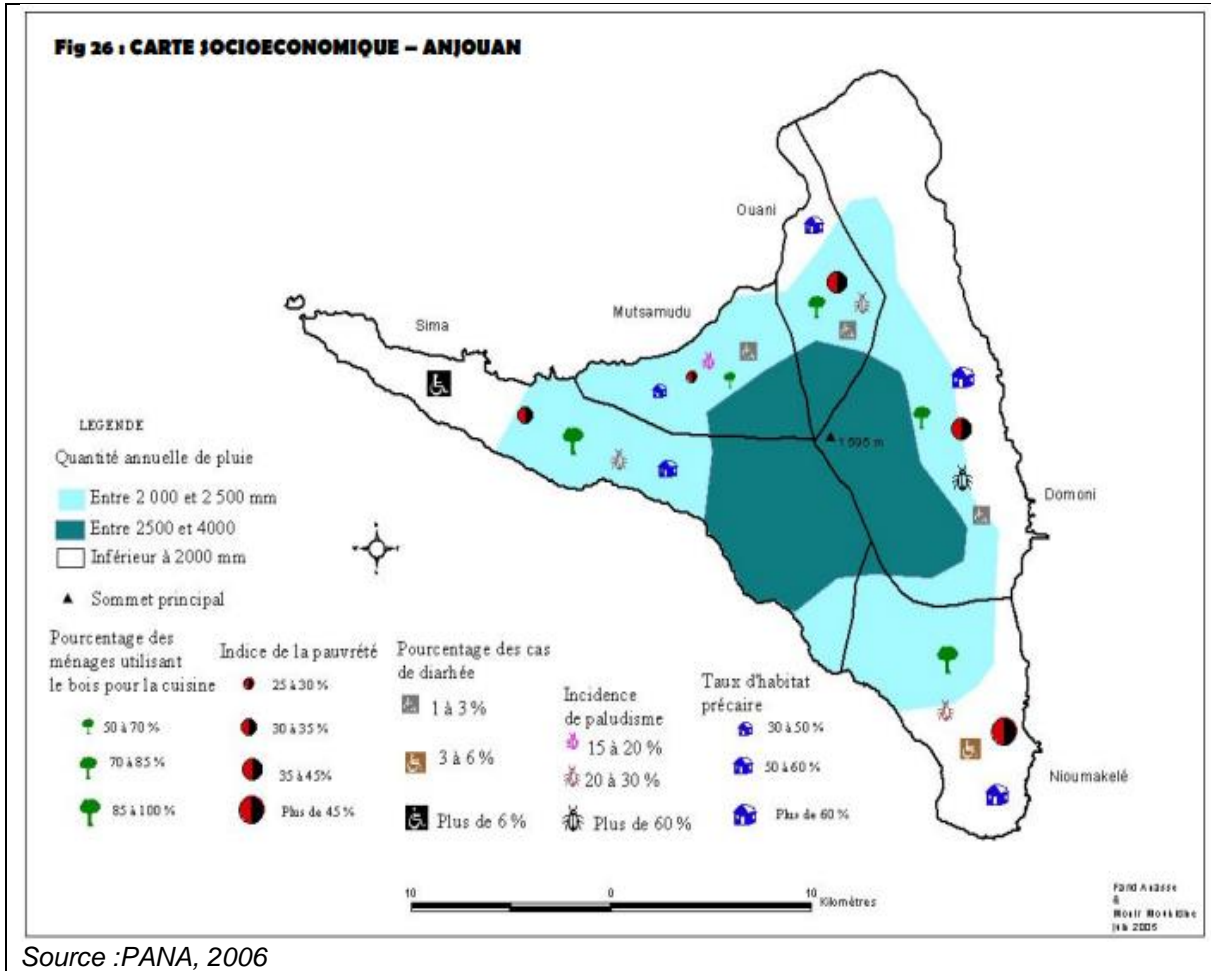 Fig 26 : CARTE SOCIOECONOMIQUE – ANJOUAN
Ouani
Mutsamudu
Sima
1 595 m
Domoni
Nioumakelé
LEGENDE
Quantité annuelle de pluie
Entre 2 000 et 2 500 mm
Entre 2500 et 4000
Inférieur à 2000 mm
Sommet principal
Pourcentage des
ménages utilisant
le bois pour la cuisine
50 à 70 %
70 à 85 %
85 à 100 %
Indice de la pauvrété
25 à 30 %
30 à 35 %
35 à 45%
Plus de 45 %
Pourcentage des cas
de diarhée
1 à 3 %
3 à 6 %
Plus de 6 %
Incidence
de paludisme
15 à 20 %
20 à 30 %
Plus de 60 %
Taux d'habitat
précaire
30 à 50 %
50 à 60 %
Plus de 60 %
10 0 10
Kilomètres
Farid
&
2005
Source :PANA, 2006